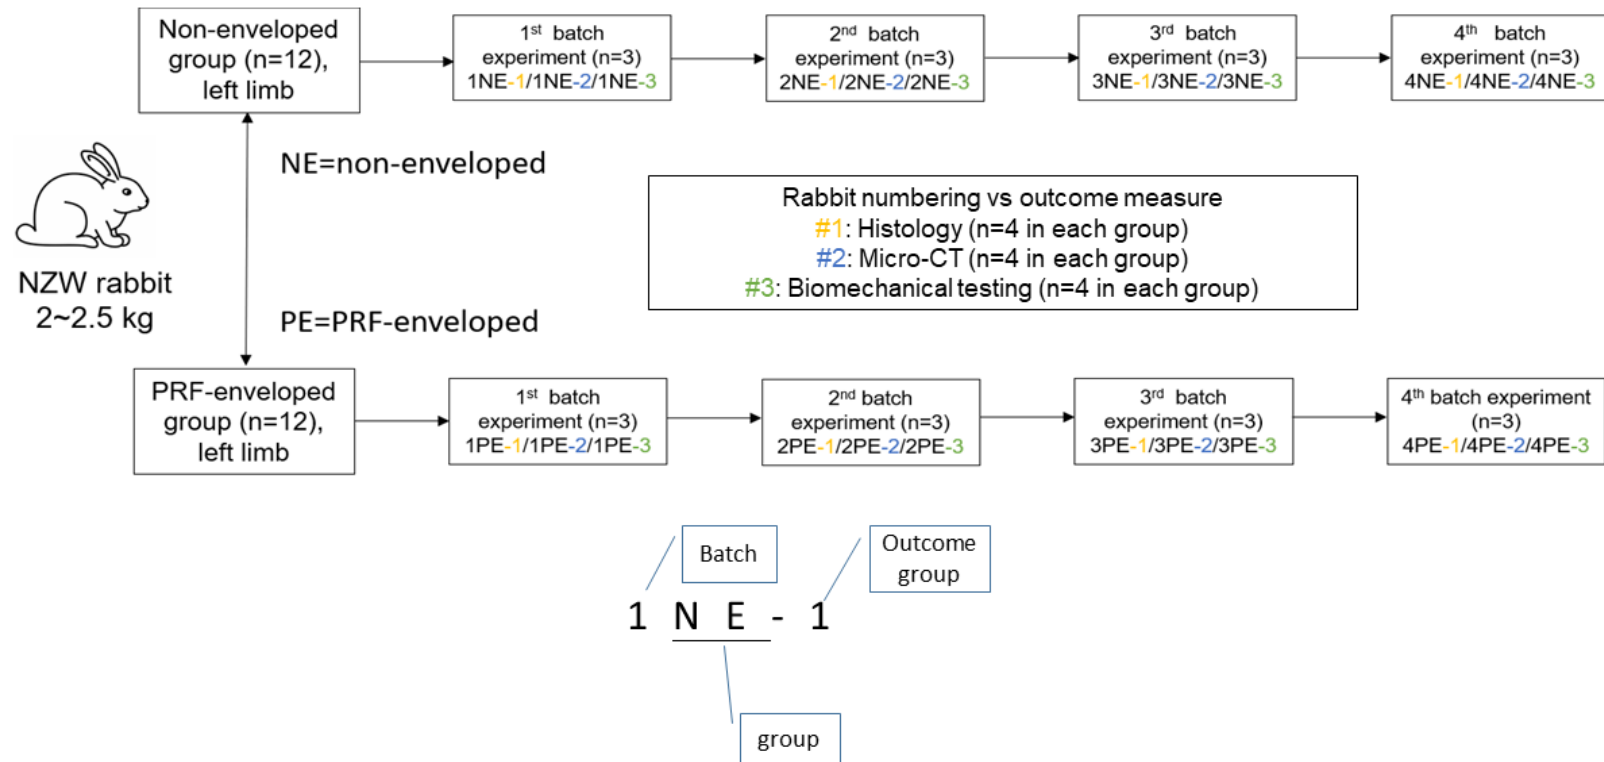 Non-enveloped
group (n=12),
left limb
1st batch
experiment (n=3)
1NE-1/1NE-2/1NE-3
2nd batch
experiment (n=3)
2NE-1/2NE-2/2NE-3
3rd batch
experiment (n=3)
3NE-1/3NE-2/3NE-3
4th batch
experiment (n=3)
4NE-1/4NE-2/4NE-3
NE=non-enveloped
NZW rabbit
2~2.5 kg
Rabbit numbering vs outcome measure
#1: Histology (n=4 in each group)
#2: Micro-CT (n=4 in each group)
#3: Biomechanical testing (n=4 in each group)
PE=PRF-enveloped
PRF-enveloped
group (n=12),
left limb
1st batch
experiment (n=3)
1PE-1/1PE-2/1PE-3
2nd batch
experiment (n=3)
2PE-1/2PE-2/2PE-3
3rd batch
experiment (n=3)
3PE-1/3PE-2/3PE-3
4th batch experiment
(n=3)
4PE-1/4PE-2/4PE-3
Batch
Outcome
group
1 N E - 1
group